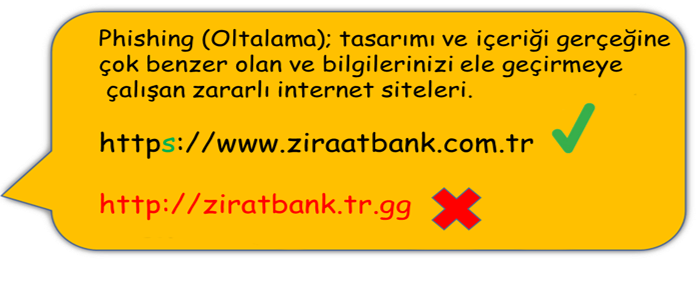 Phishing (Oltalama); tasarımı ve içeriği gerçeğine
çok benzer olan ve bilgilerinizi ele geçirmeye
çalışan zararlı internet siteleri.
https://www.ziraatbank.com.tr
http://ziratbank.tr.gg